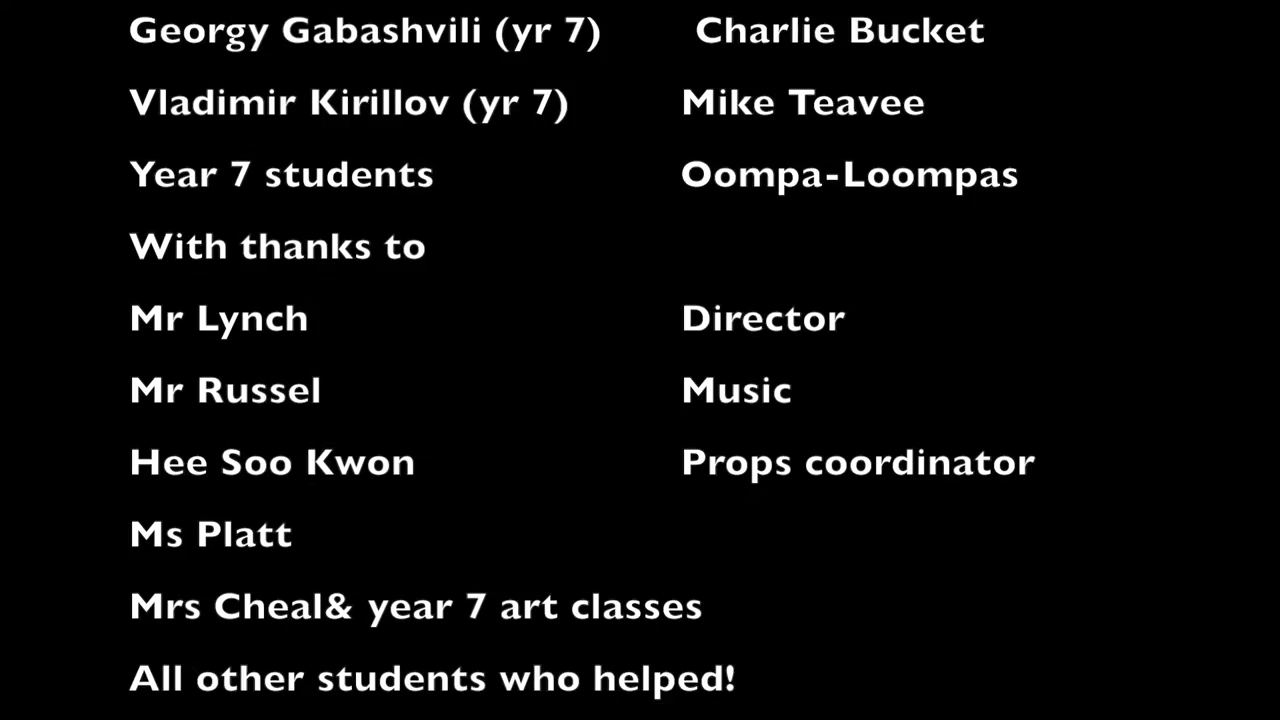 Georgy Gabashvili (yr 7) Charlie Bucket
Vladimir Kirillov (yr 7) Mike Teavee
Year 7 students Oompa-Loompas
With thanks to
Mr Lynch Director
Mr Russel Music
Hee Soo Kwon Props coordinator
Ms Platt
Mrs Cheal& year 7 art classes
All other students who helped!